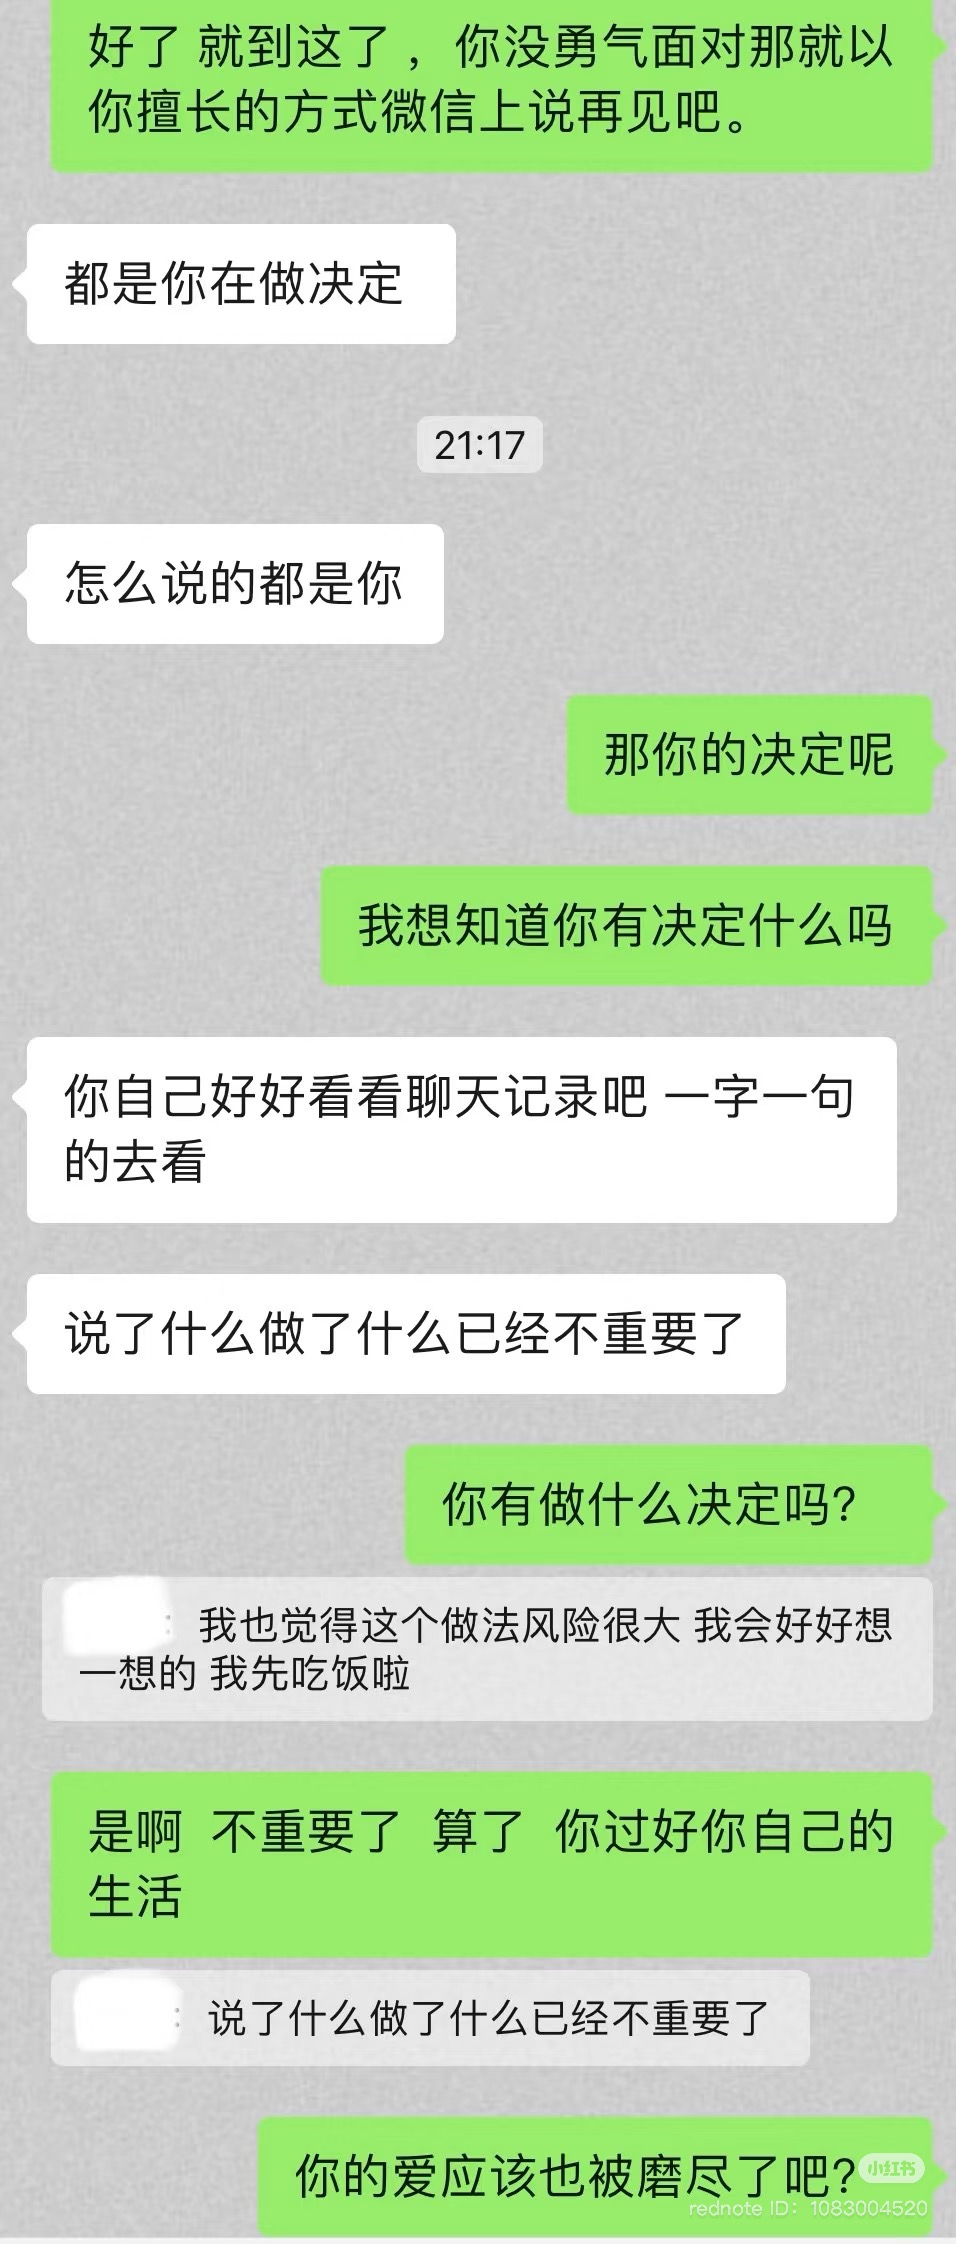 好了 就到这了 ，你没勇气面对那就以
你擅长的方式微信上说再见吧。
都是你在做决定
21:17
怎么说的都是你
那你的决定呢
我想知道你有决定什么吗
你自己好好看看聊天记录吧 一字一句
的去看
说了什么做了什么已经不重要了
你有做什么决定吗?
： 我也觉得这个做法风险很大 我会好好想
一想的 我先吃饭啦
是啊 不重要了 算了 你过好你自己的
生活
： 说了什么做了什么已经不重要了
你的爱应该也被磨尽了吧?
小红书
rednote ID：1083004520